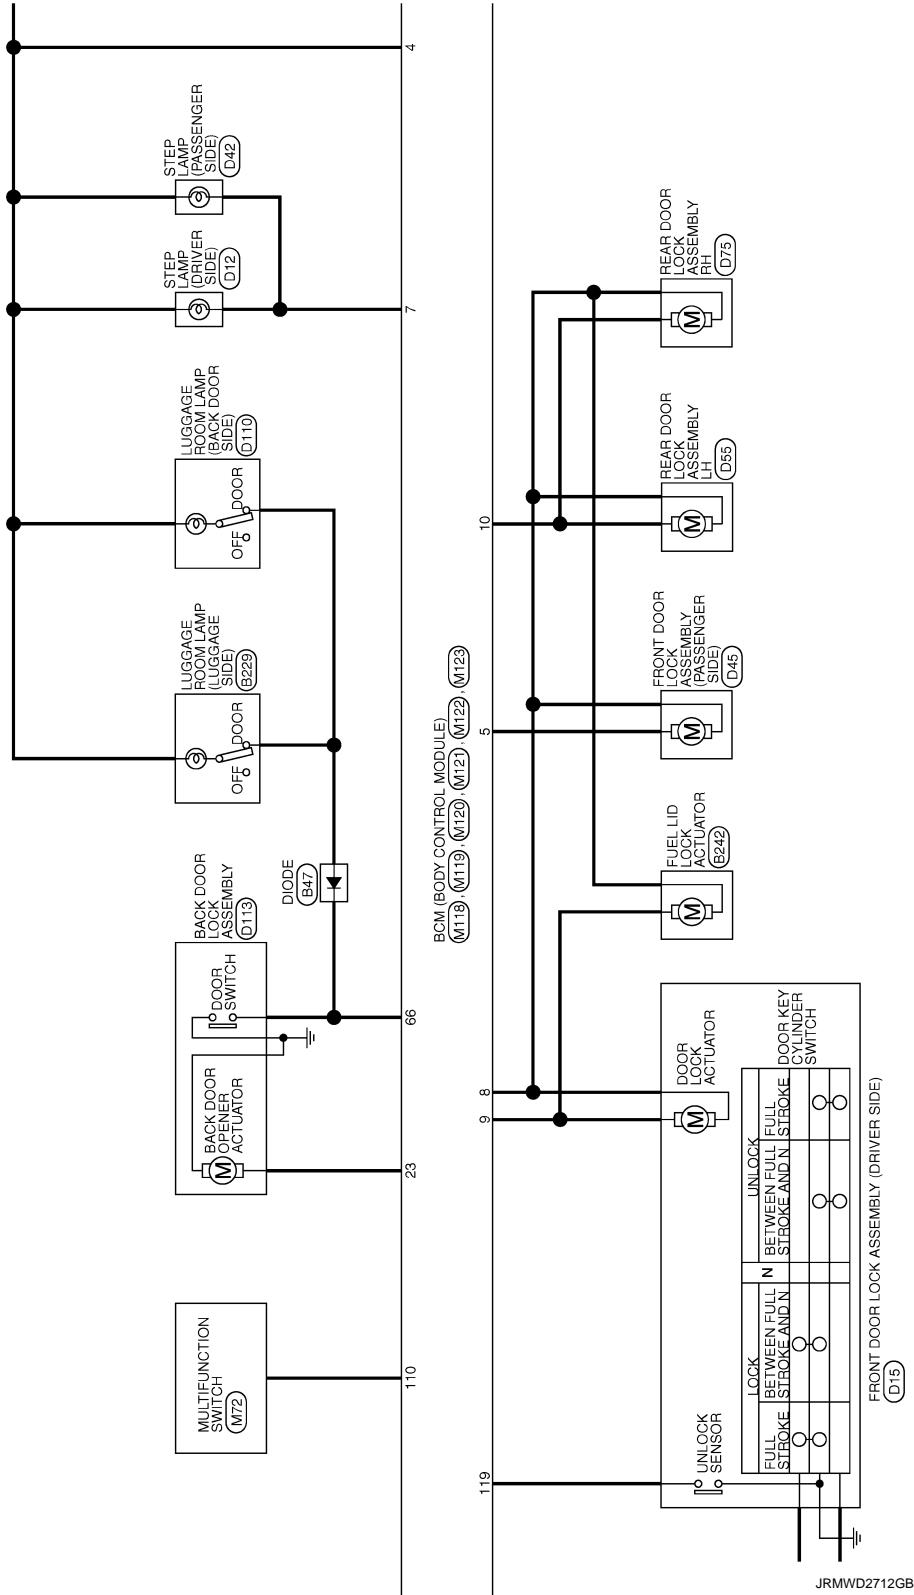 4
STEP
LAMP
(PASSENGER
SIDE)
D42
STEP
LAMP
(DRIVER
SIDE)
D12
7
LUGGAGE
ROOM LAMP
(BACK DOOR
SIDE)
D110
DOOR
OFF
LUGGAGE
ROOM LAMP
(LUGGAGE
SIDE)
B229
DOOR
OFF
DIODE
B47
BACK DOOR
LOCK
ASSEMBLY
D113
DOOR
SWITCH
66
BACK DOOR
OPENER
ACTUATOR
M
23
MULTIFUNCTION
SWITCH
M72
110
BCM (BODY CONTROL MODULE)
M118 , M119 , M120 , M121 , M122 , M123
REAR DOOR
LOCK
ASSEMBLY
RH
D75
M
REAR DOOR
LOCK
ASSEMBLY
LH
D55
M
10
FRONT DOOR
LOCK
ASSEMBLY
(PASSENGER
SIDE)
D45
M
5
FUEL LID
LOCK
ACTUATOR
B242
M
8
9
DOOR
LOCK
ACTUATOR
M
DOOR KEY
CYLINDER
SWITCH
LOCK
N
UNLOCK
FULL
STROKE
BETWEEN FULL
STROKE AND N
BETWEEN FULL
STROKE AND N
FULL
STROKE
UNLOCK
SENSOR
119
FRONT DOOR LOCK ASSEMBLY (DRIVER SIDE)
D15
JRMWD2712GB